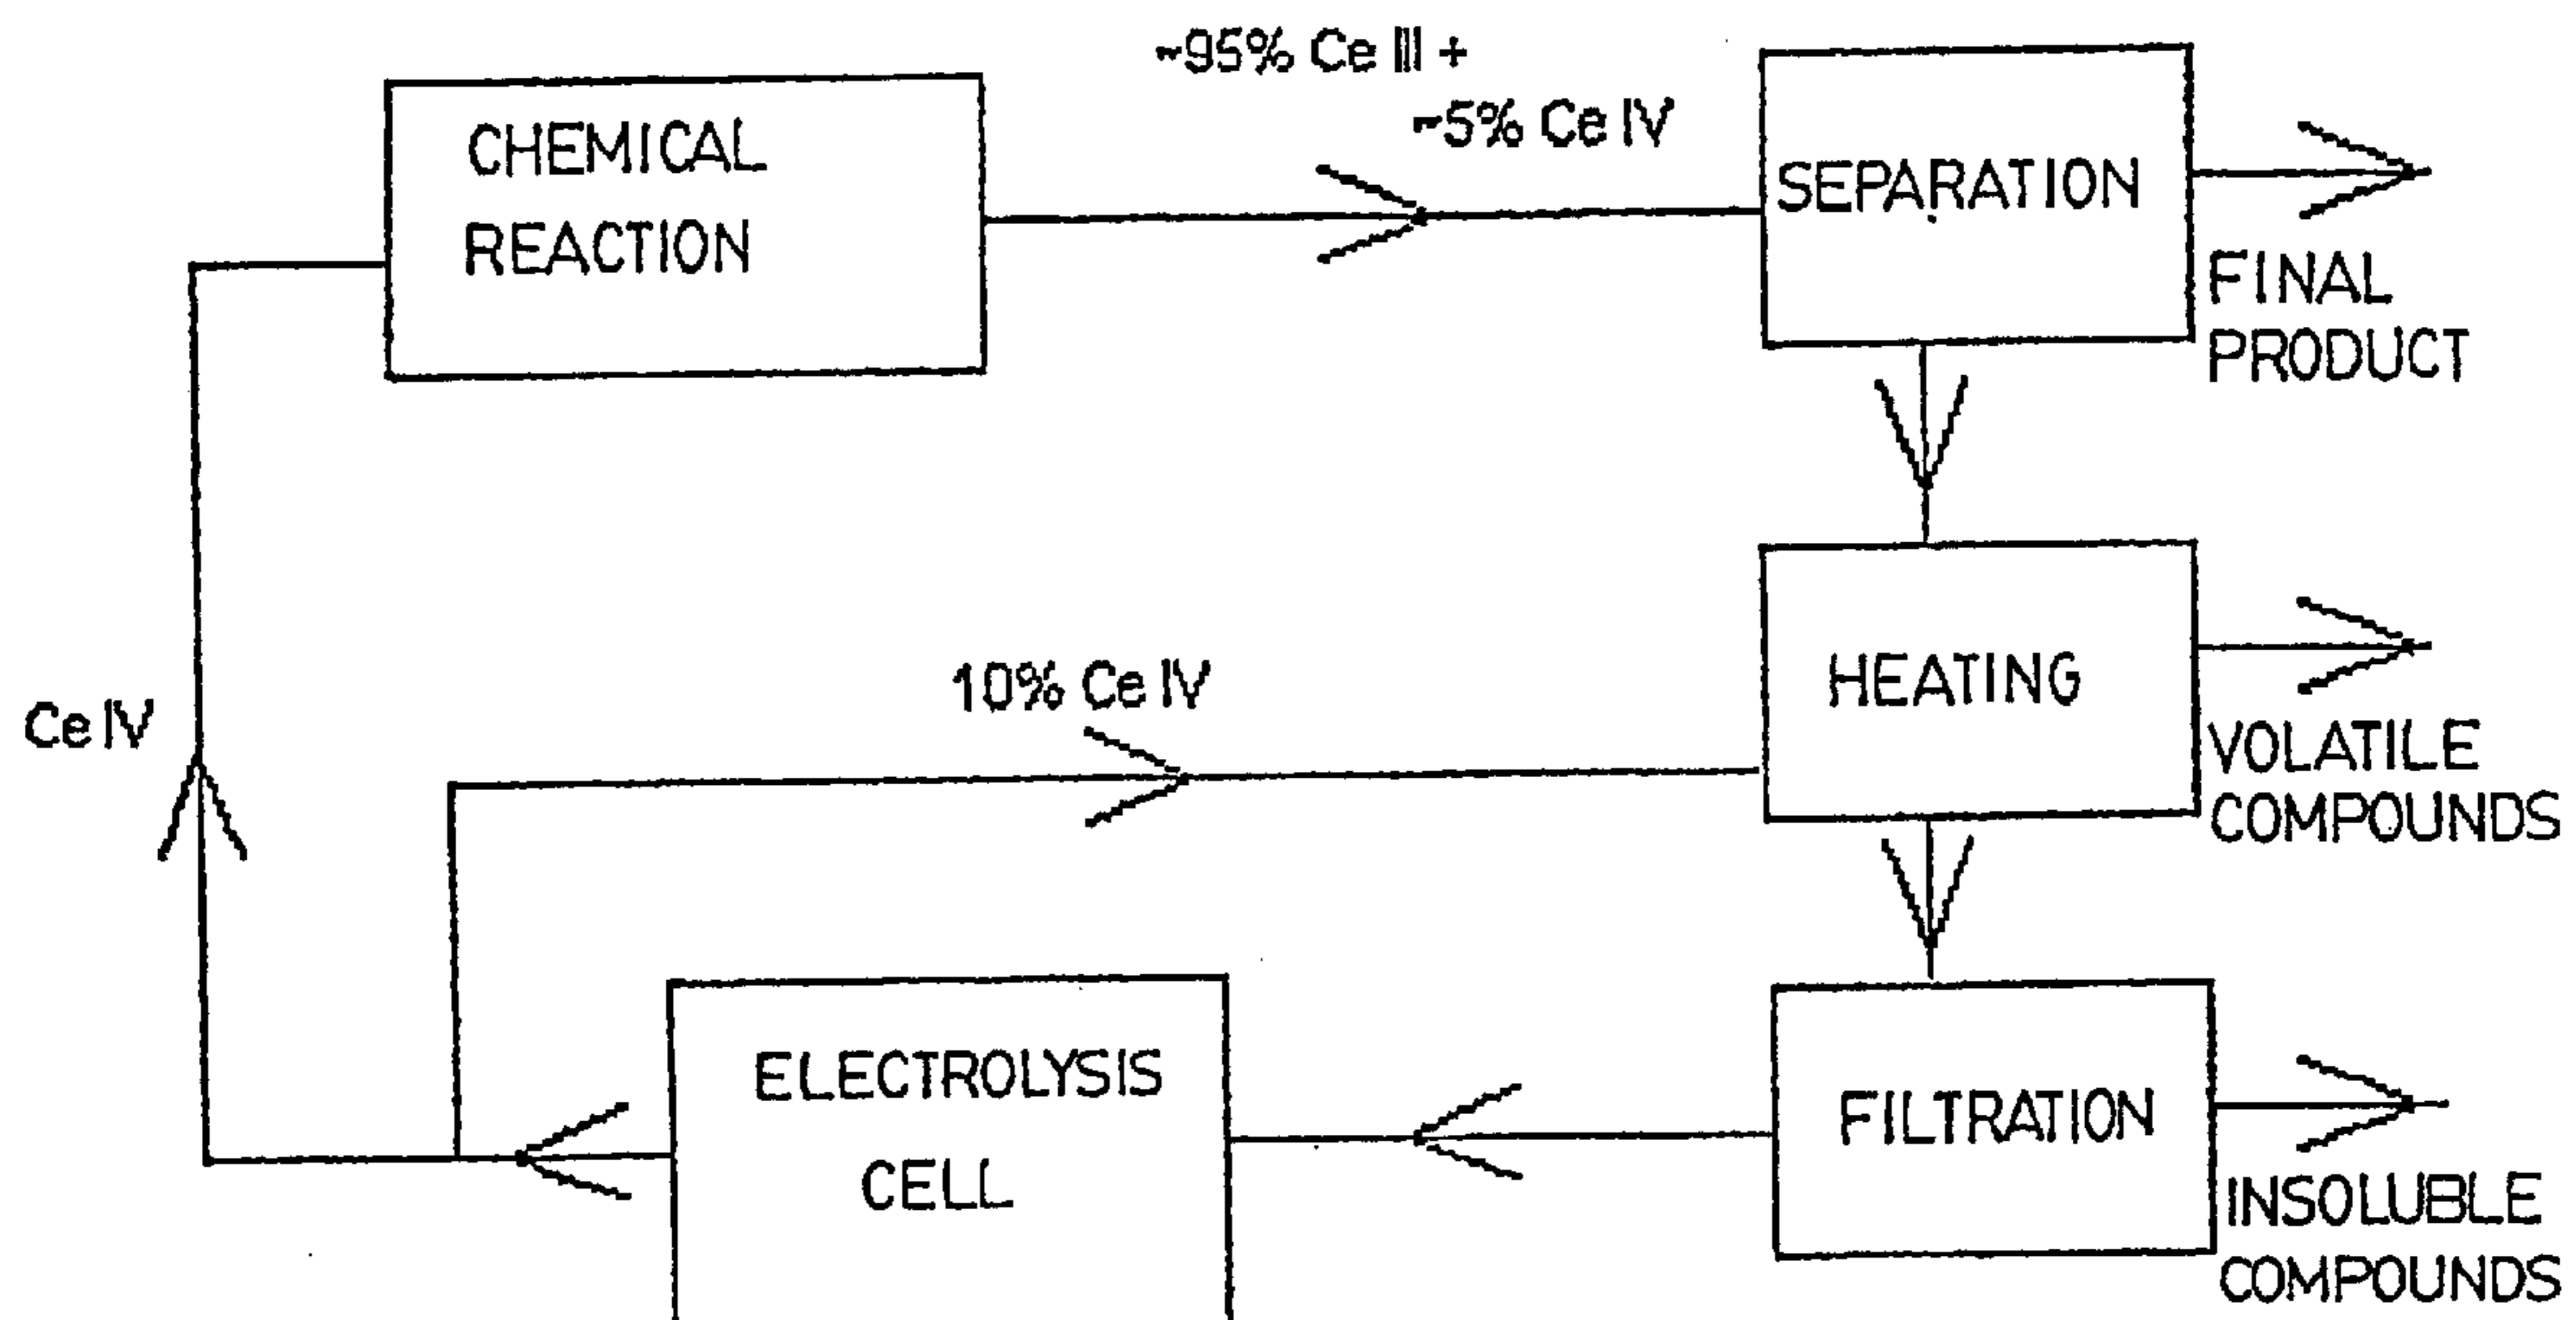 ~95% Ce III +
~5% Ce IV
CHEMICAL
REACTION
SEPARATION
FINAL
PRODUCT
10% Ce IV
Ce IV
HEATING
VOLATILE
COMPOUNDS
ELECTROLYSIS
CELL
FILTRATION
INSOLUBLE
COMPOUNDS